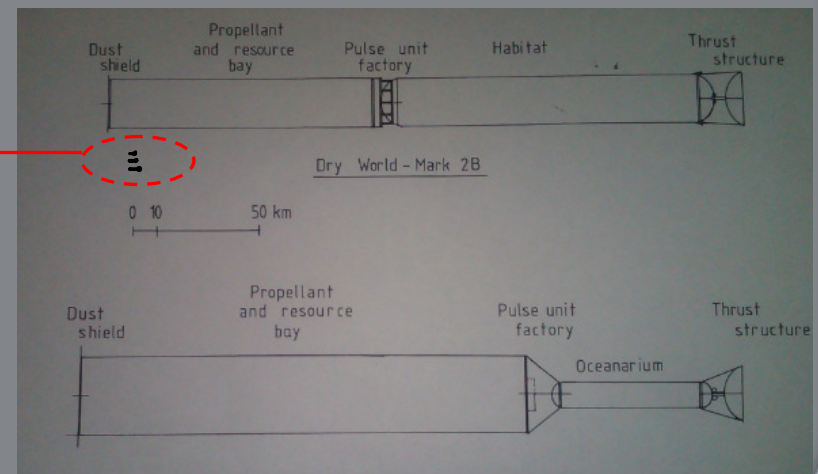 Dust
shield
Propellant
and resource
bay
Pulse unit
factory
Habitat
Thrust
structure
Dry World - Mark 2B
0 10 50 km
Dust
shield
Propellant
and resource
bay
Pulse unit
factory
Oceanarium
Thrust
structure